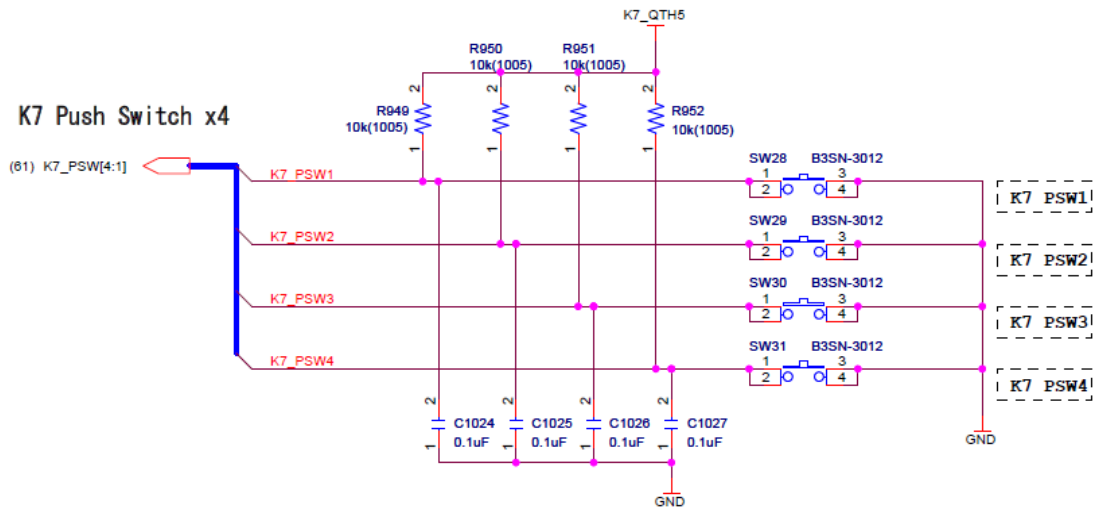 K7_QTH5
R950
10k(1005)
R951
10k(1005)
2 2 2 2
R949
10k(1005)
R952
10k(1005)
1 1 1 1
K7 Push Switch x4
(61) K7_PSW[4:1]
K7_PSW1
SW28 B3SN-3012
1 3
2 4
K7 PSW1
K7_PSW2
SW29 B3SN-3012
1 3
2 4
K7 PSW2
K7_PSW3
SW30 B3SN-3012
1 3
2 4
K7 PSW3
K7_PSW4
SW31 B3SN-3012
1 3
2 4
K7 PSW4
2 2 2 2
C1024 C1025 C1026 C1027
0.1uF 0.1uF 0.1uF 0.1uF
1 1 1 1
GND
GND